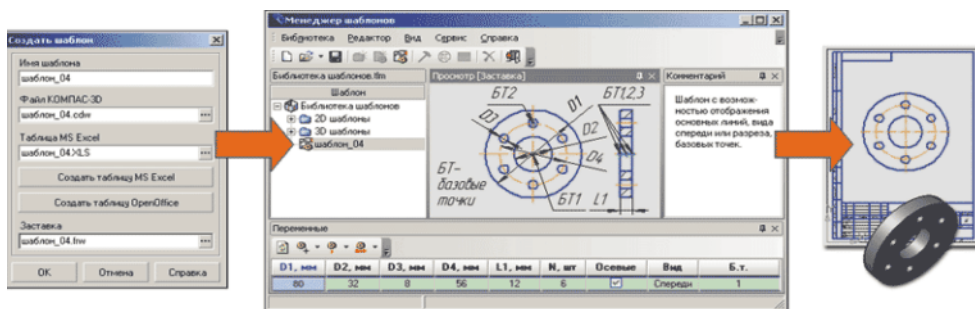 Создать шаблон
Имя шаблона
шаблон_04
Файл КОМПАС-3D
шаблон_04.cdw
Таблица MS Excel
шаблон_04.XLS
Создать таблицу MS Excel
Создать таблицу OpenOffice
Заставка
шаблон_04.frw
ОК Отмена Справка
Менеджер шаблонов
Библиотека Редактор Вид Сервис Справка
Библиотека шаблонов.tlm
Шаблон
Библиотека шаблонов
2D шаблоны
3D шаблоны
шаблон_04
Просмотр [Заставка]
БТ2
D1
БТ1,2,3
D3
D2
D4
БТ-
базовые
точки
БТ1
L1
Комментарий
Шаблон с возмож-
ностью отображения
основных линий, вида
спереди или разреза,
базовых точек.
Переменные
D1, мм D2, мм D3, мм D4, мм L1, мм N, шт Осевые Вид Б.т.
80 32 8 56 12 6 Спереди 1